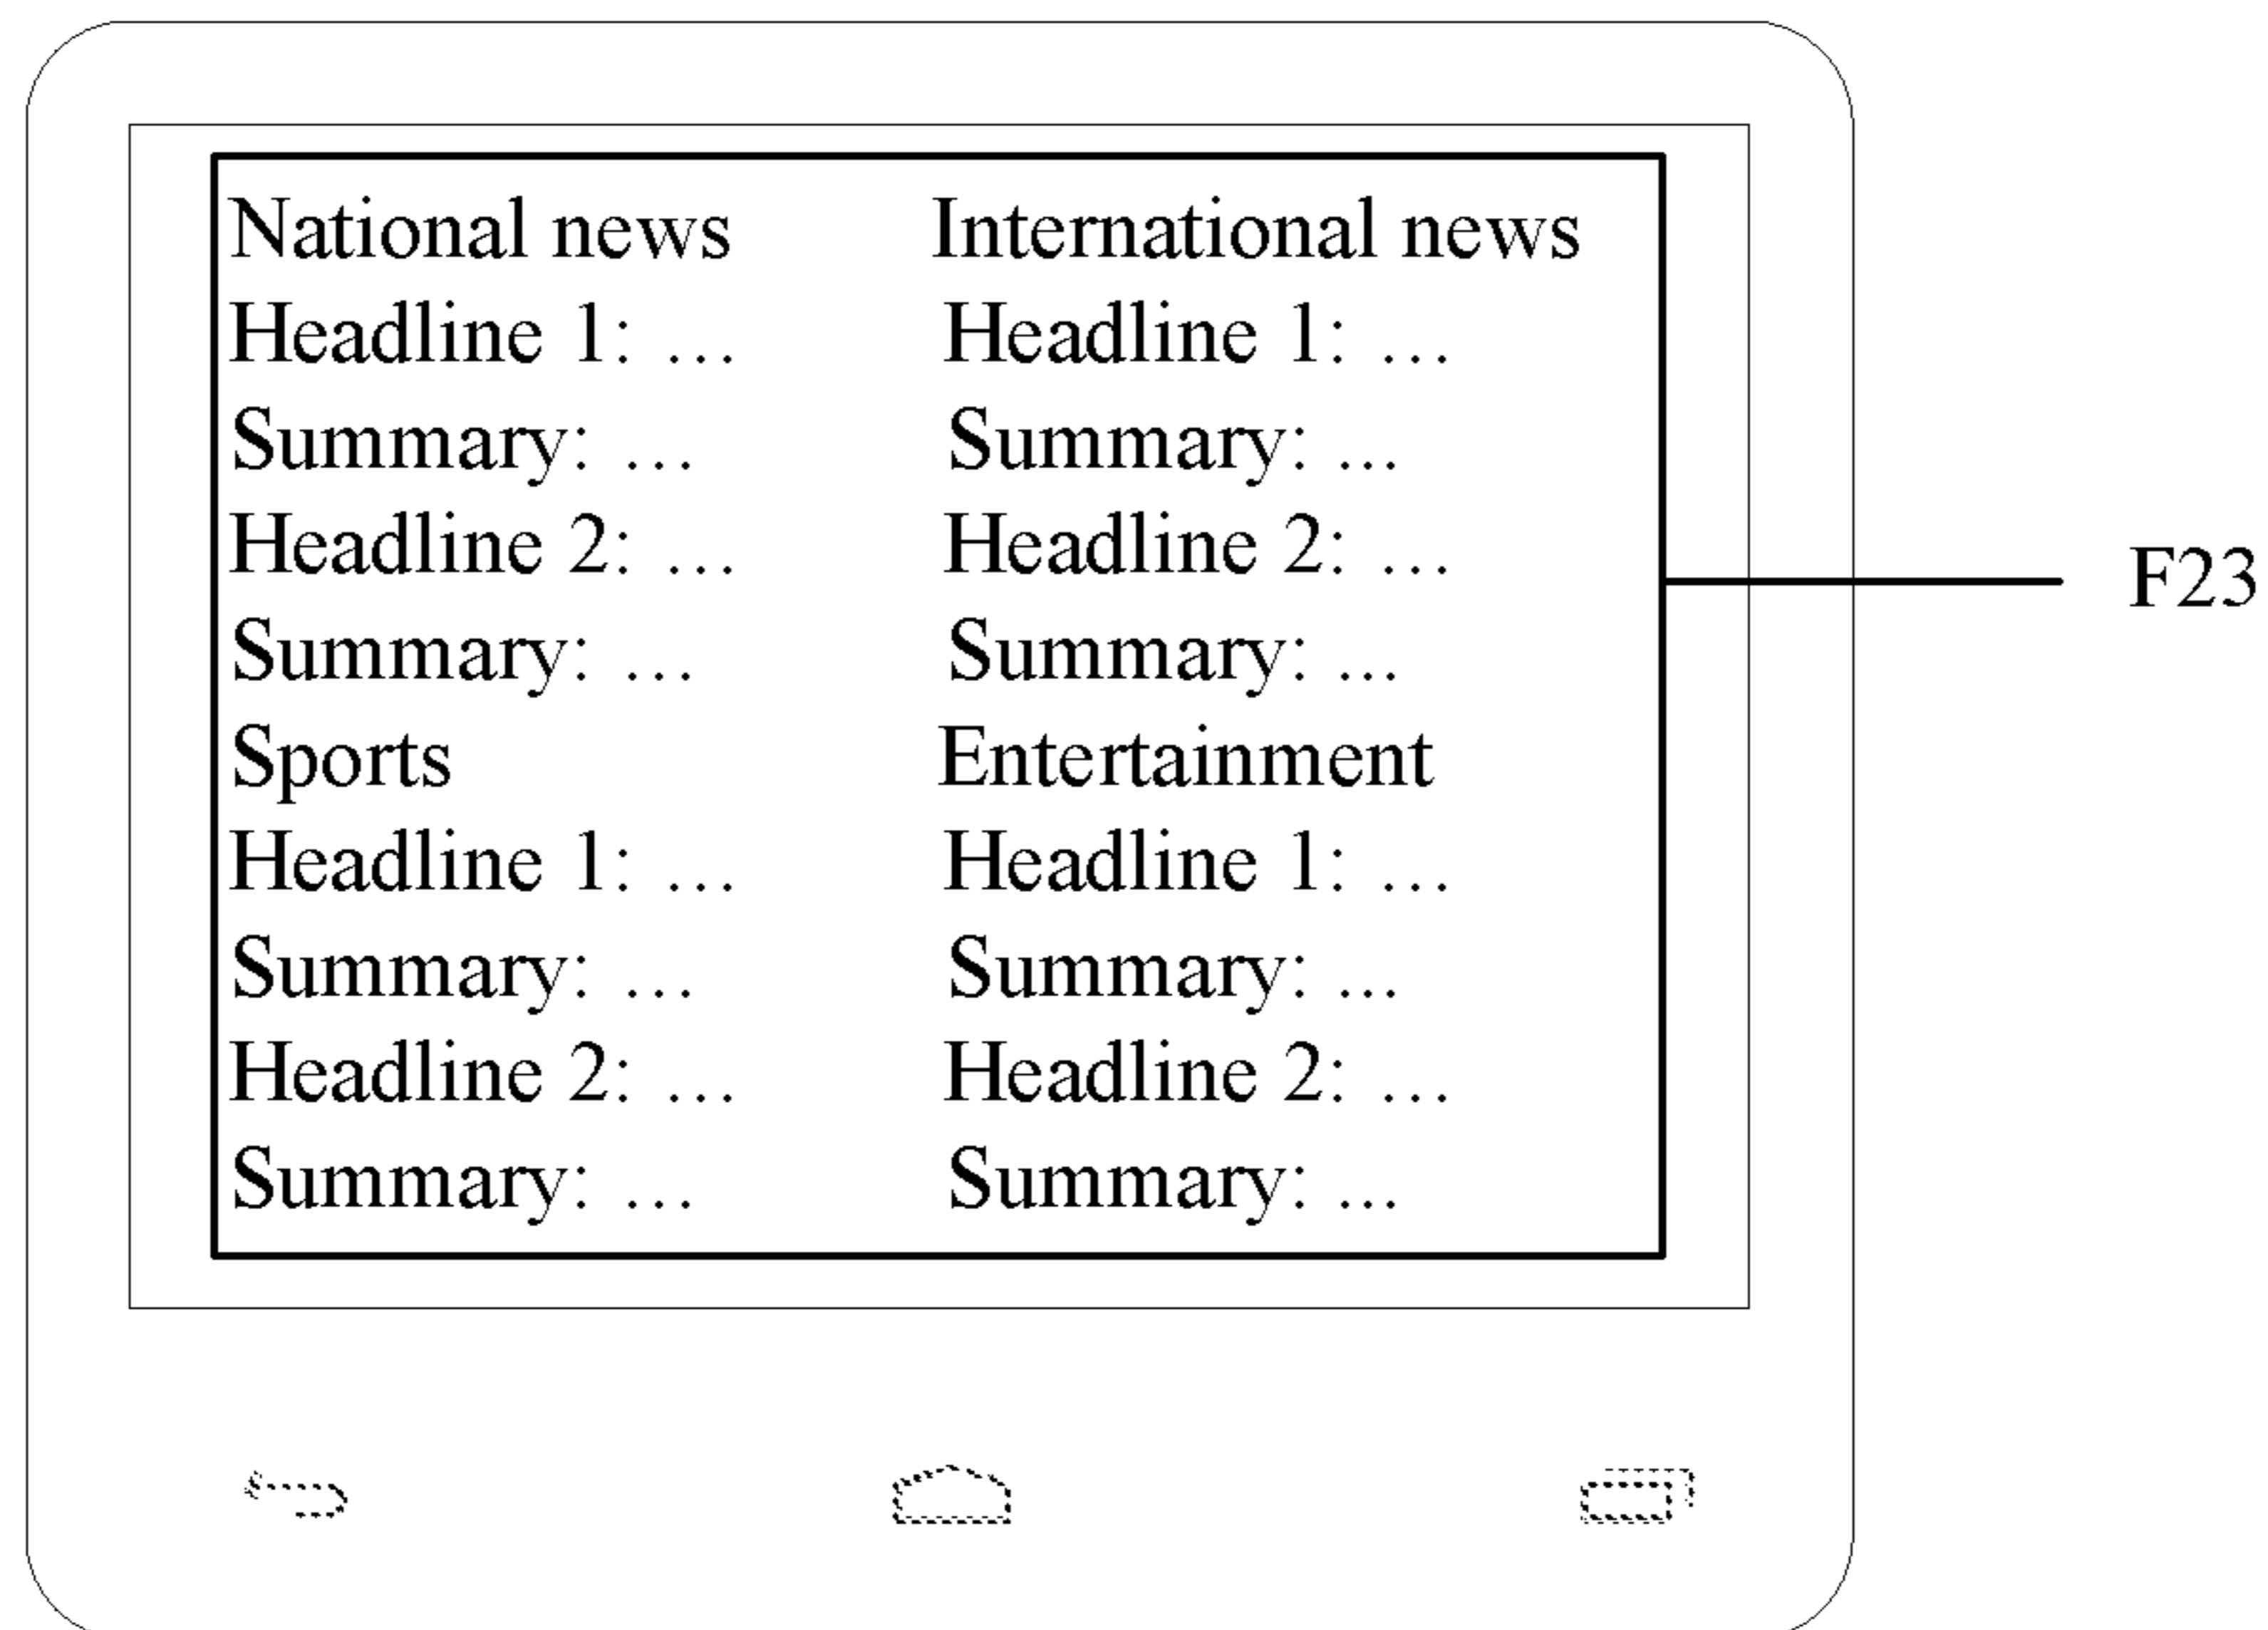 National news International news
Headline 1: ... Headline 1: ...
Summary: ... Summary: ...
Headline 2: ... Headline 2: ...
Summary: ... Summary: ...
Sports Entertainment
Headline 1: ... Headline 1: ...
Summary: ... Summary: ...
Headline 2: ... Headline 2: ...
Summary: ... Summary: ...
F23